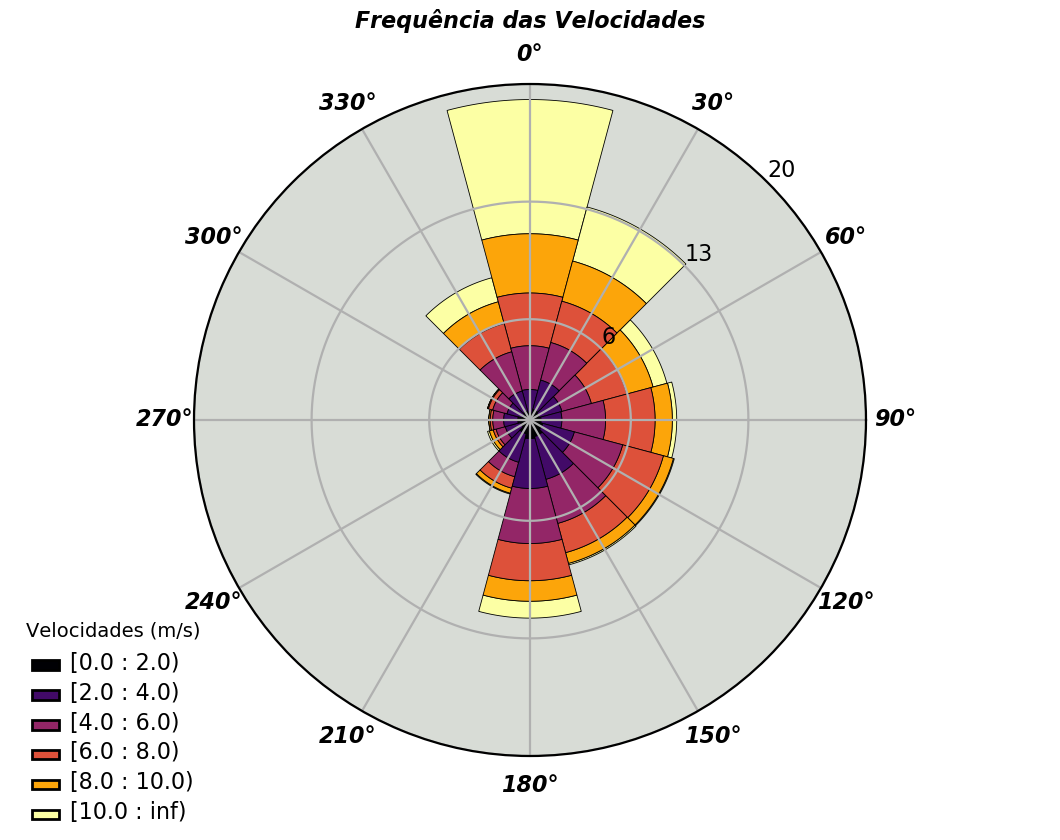 Frequência das Velocidades
0°
330°
30°
20
300°
60°
13
6
270°
90°
240°
120°
210°
150°
180°
Velocidades (m/s)
[0.0 : 2.0)
[2.0 : 4.0)
[4.0 : 6.0)
[6.0 : 8.0)
[8.0 : 10.0)
[10.0 : inf)